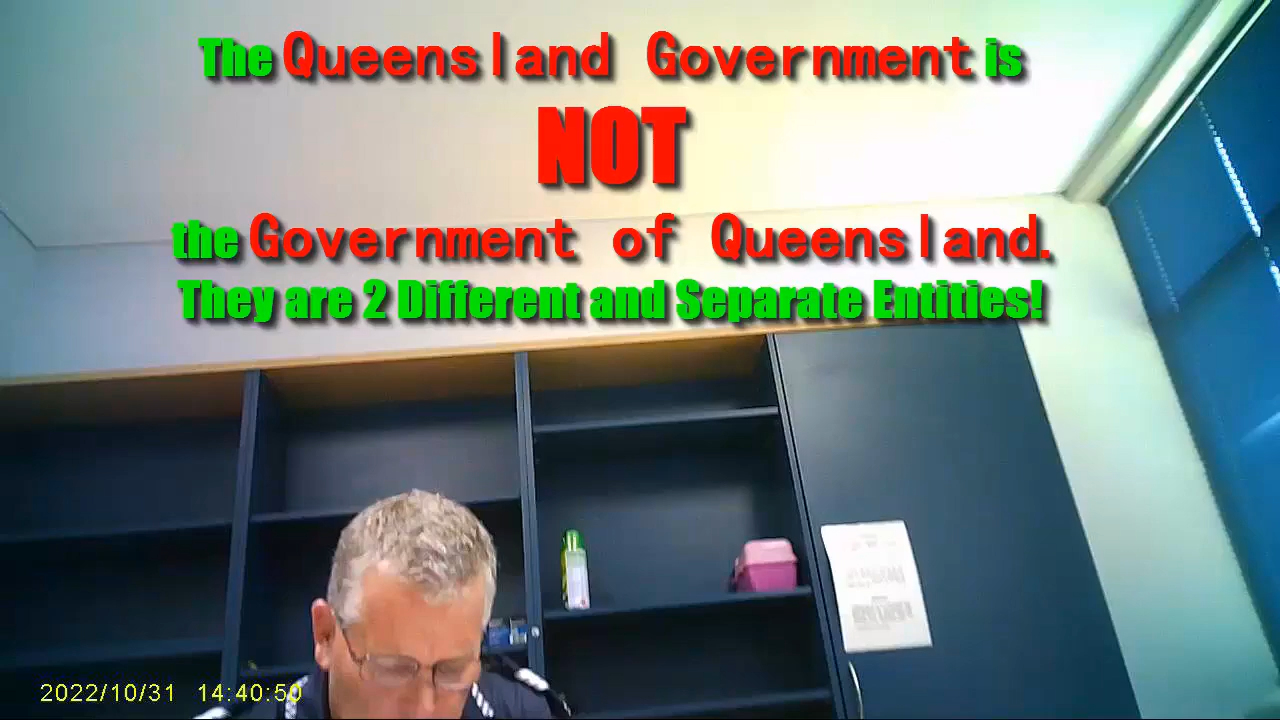 The Queensland Government is
NOT
the Government of Queensland.
They are 2 Different and Separate Entities!
2022/10/31 14:40:50